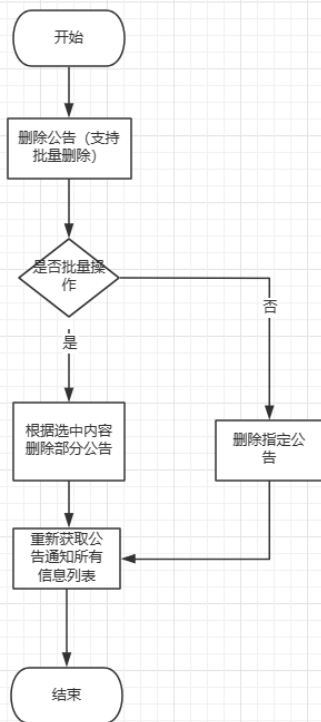 开始
删除公告（支持
批量删除）
是否批量操
作
否
是
根据选中内容
删除部分公告
删除指定公
告
重新获取公
告通知所有
信息列表
结束